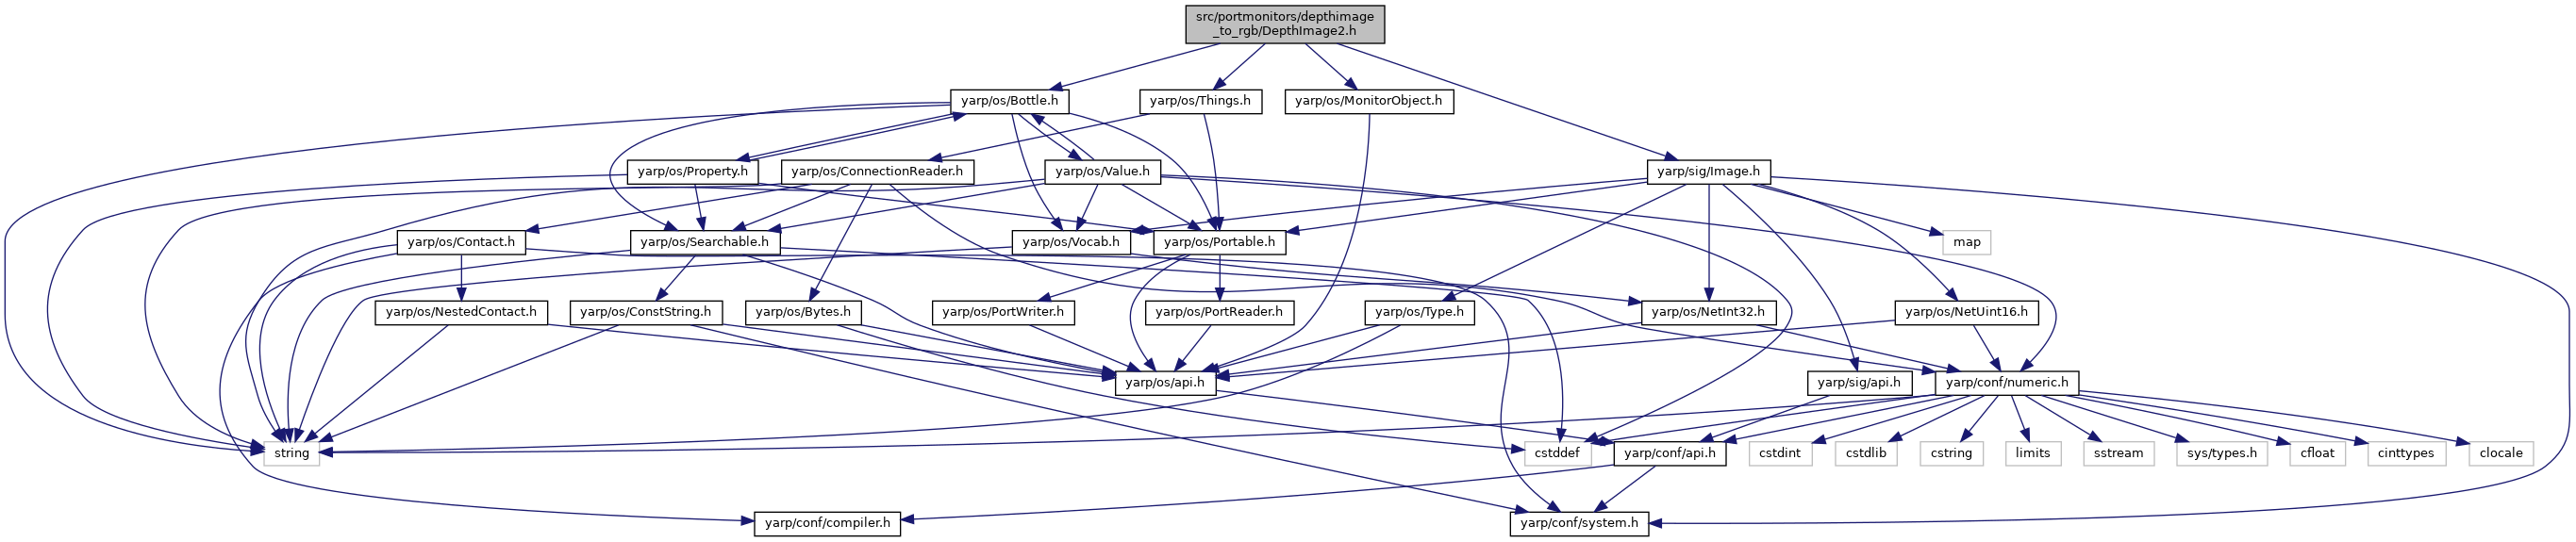 src/portmonitors/depthimage
_to_rgb/DepthImage2.h
yarp/os/Bottle.h
yarp/os/Things.h
yarp/os/MonitorObject.h
yarp/os/Property.h
yarp/os/ConnectionReader.h
yarp/os/Value.h
yarp/sig/Image.h
yarp/os/Contact.h
yarp/os/Searchable.h
yarp/os/Vocab.h
yarp/os/Portable.h
map
yarp/os/NestedContact.h
yarp/os/ConstString.h
yarp/os/Bytes.h
yarp/os/PortWriter.h
yarp/os/PortReader.h
yarp/os/Type.h
yarp/os/NetInt32.h
yarp/os/NetUint16.h
yarp/os/api.h
yarp/sig/api.h
yarp/conf/numeric.h
string
cstddef
yarp/conf/api.h
cstdint
cstdlib
cstring
limits
sstream
sys/types.h
cfloat
cinttypes
clocale
yarp/conf/compiler.h
yarp/conf/system.h